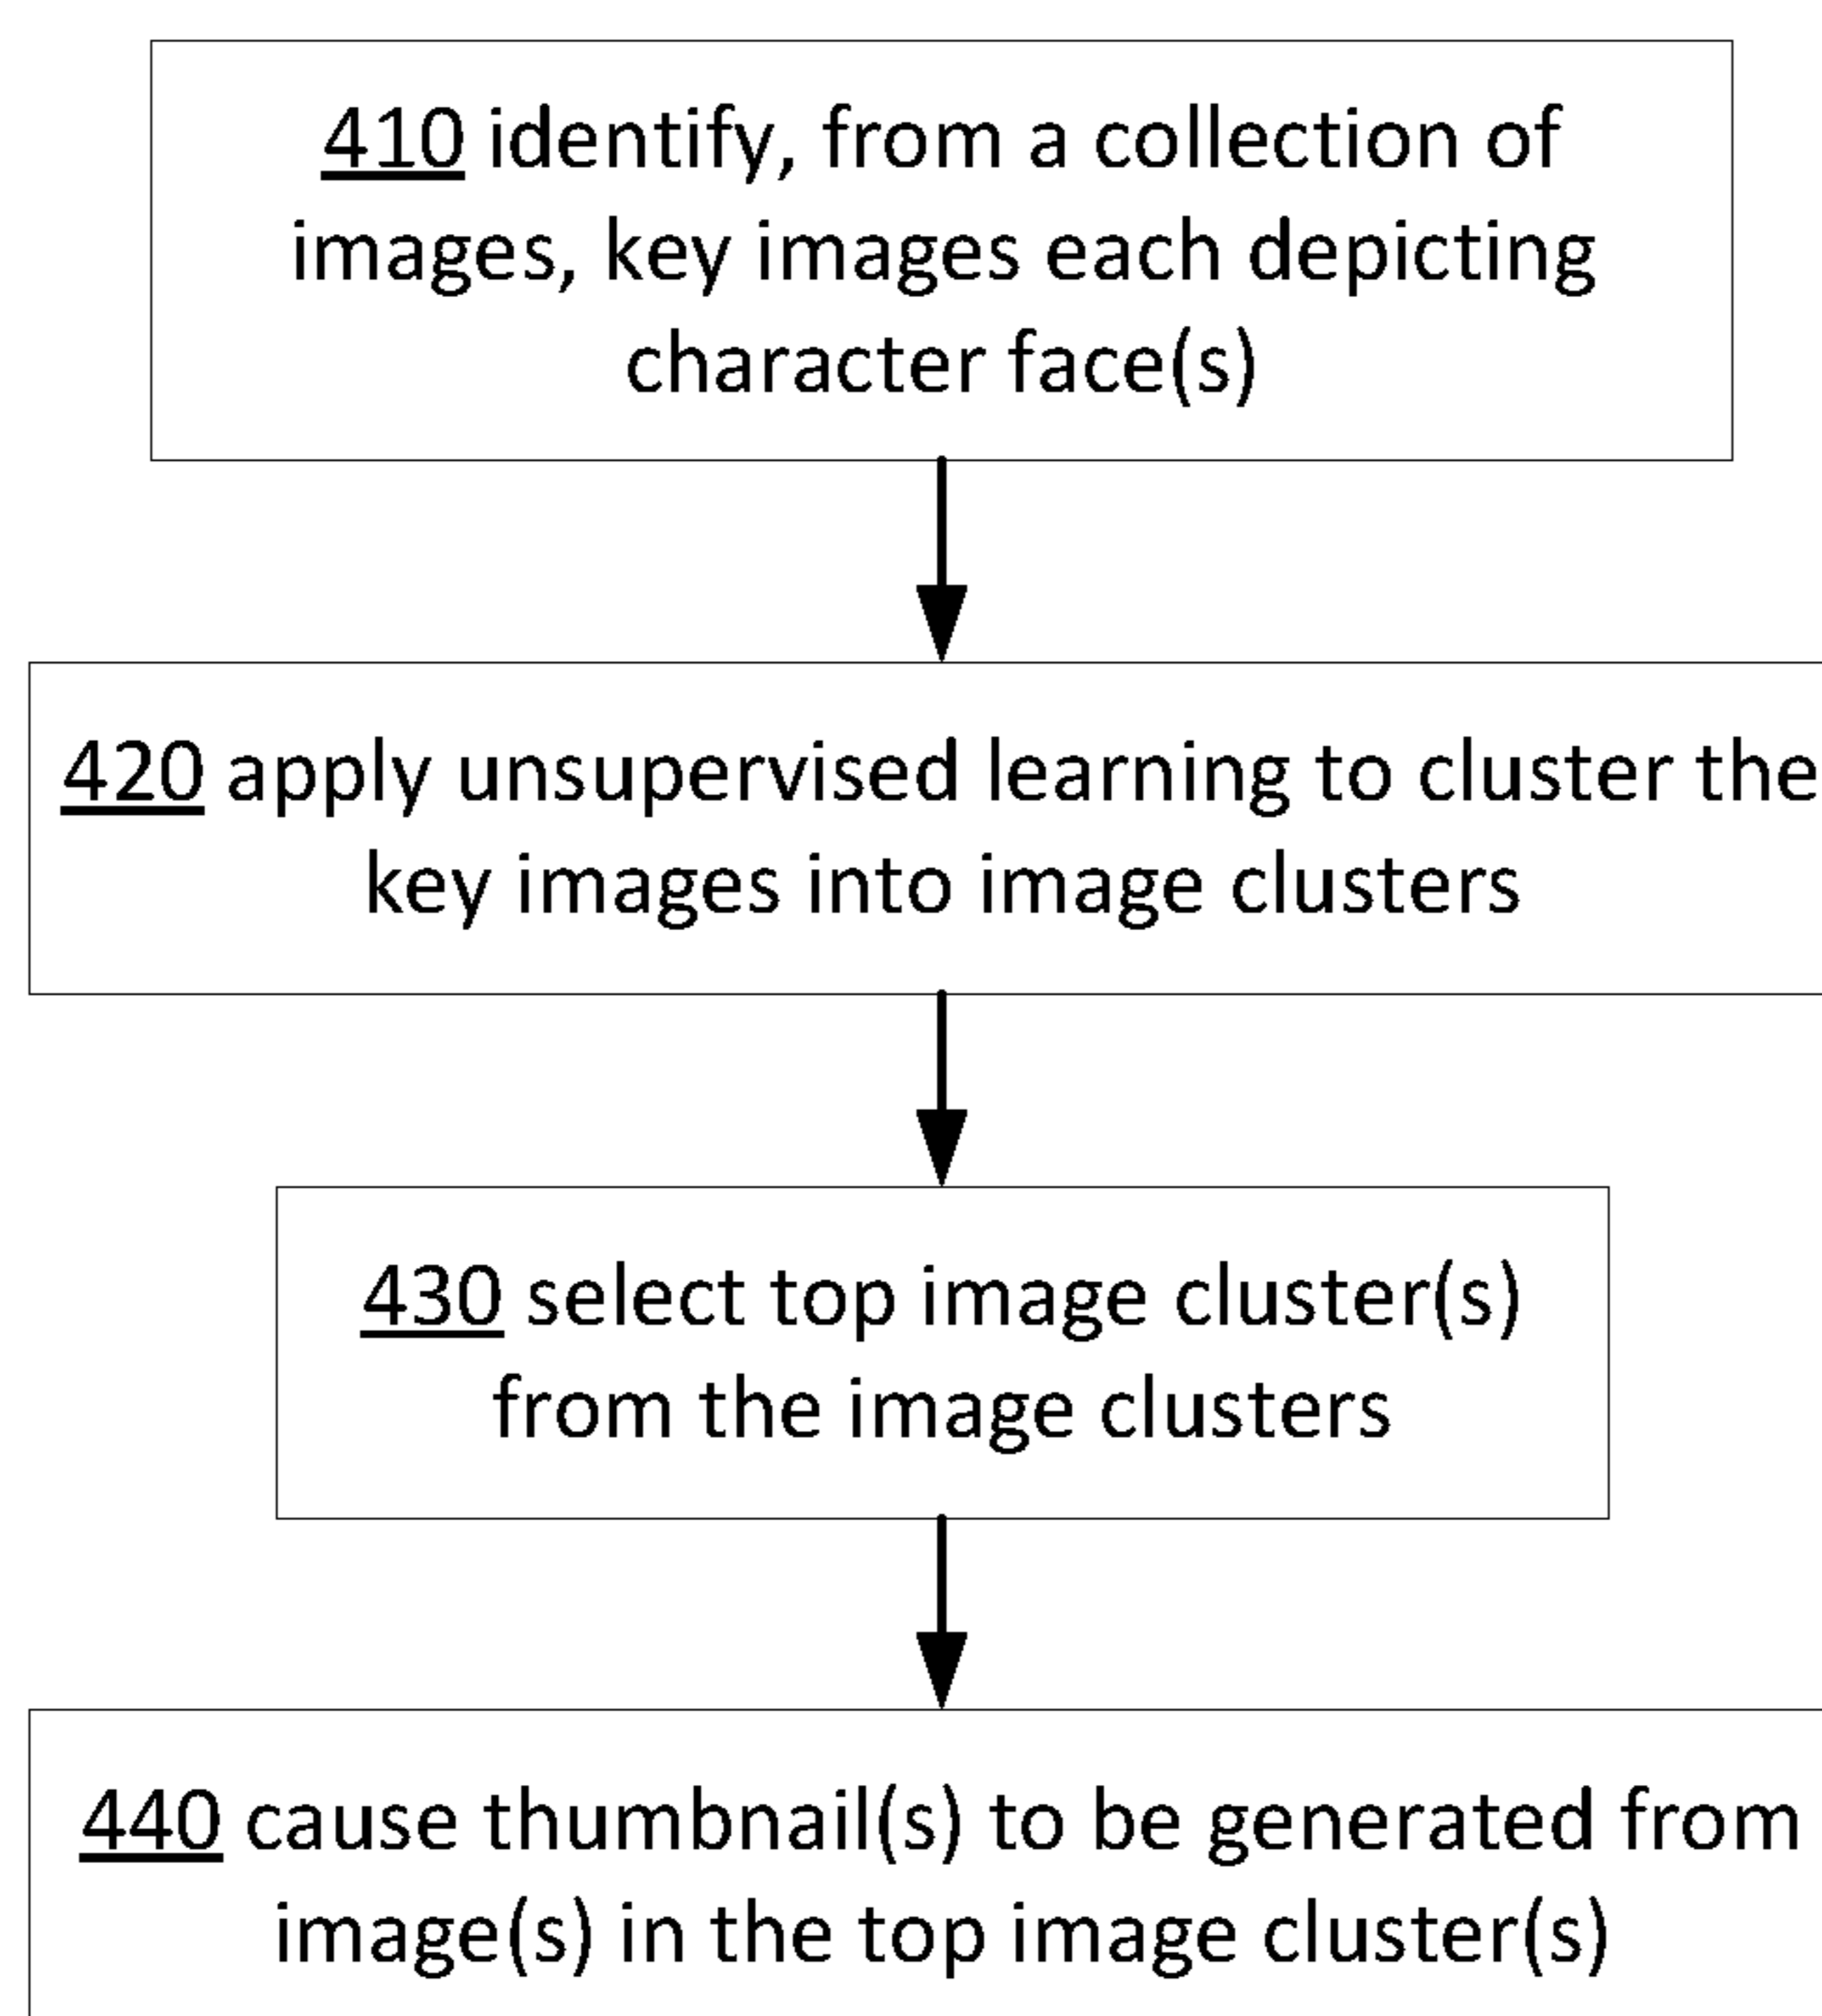 410 identify, from a collection of
images, key images each depicting
character face(s)
420 apply unsupervised learning to cluster the
key images into image clusters
430 select top image cluster(s)
from the image clusters
440 cause thumbnail(s) to be generated from
image(s) in the top image cluster(s)